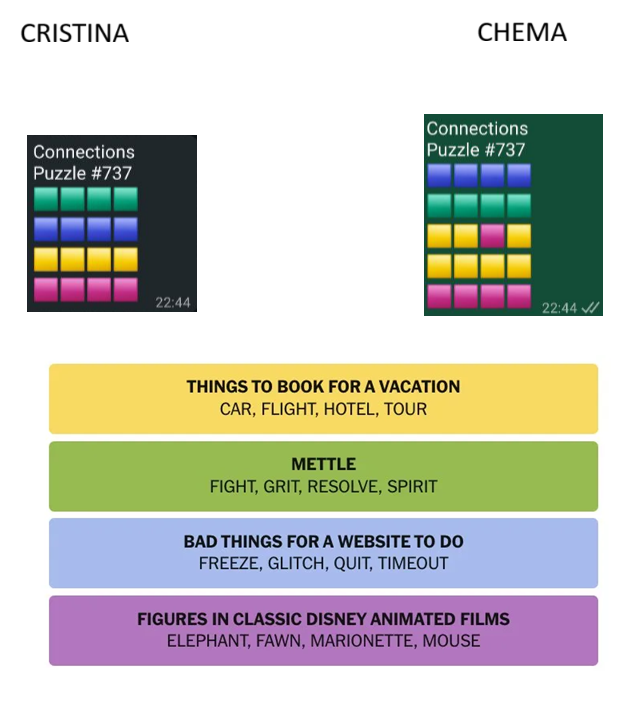 CRISTINA
CHEMA
Connections
Puzzle #737
22:44
Connections
Puzzle #737
22:44
THINGS TO BOOK FOR A VACATION
CAR, FLIGHT, HOTEL, TOUR
METTLE
FIGHT, GRIT, RESOLVE, SPIRIT
BAD THINGS FOR A WEBSITE TO DO
FREEZE, GLITCH, QUIT, TIMEOUT
FIGURES IN CLASSIC DISNEY ANIMATED FILMS
ELEPHANT, FAWN, MARIONETTE, MOUSE